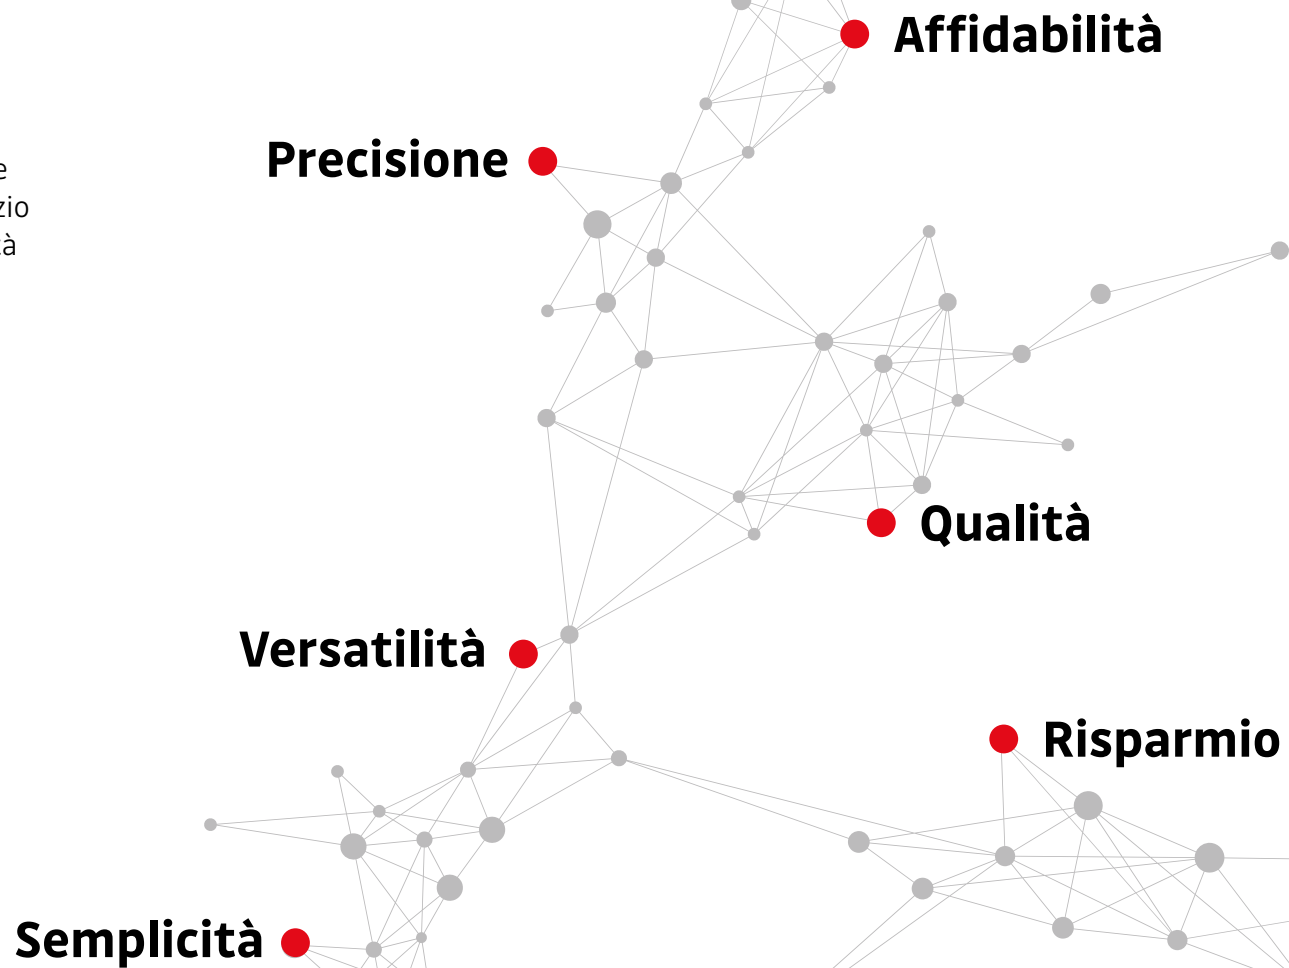 Affidabilità
Precisione
Qualità
Versatilità
Risparmio
Semplicità